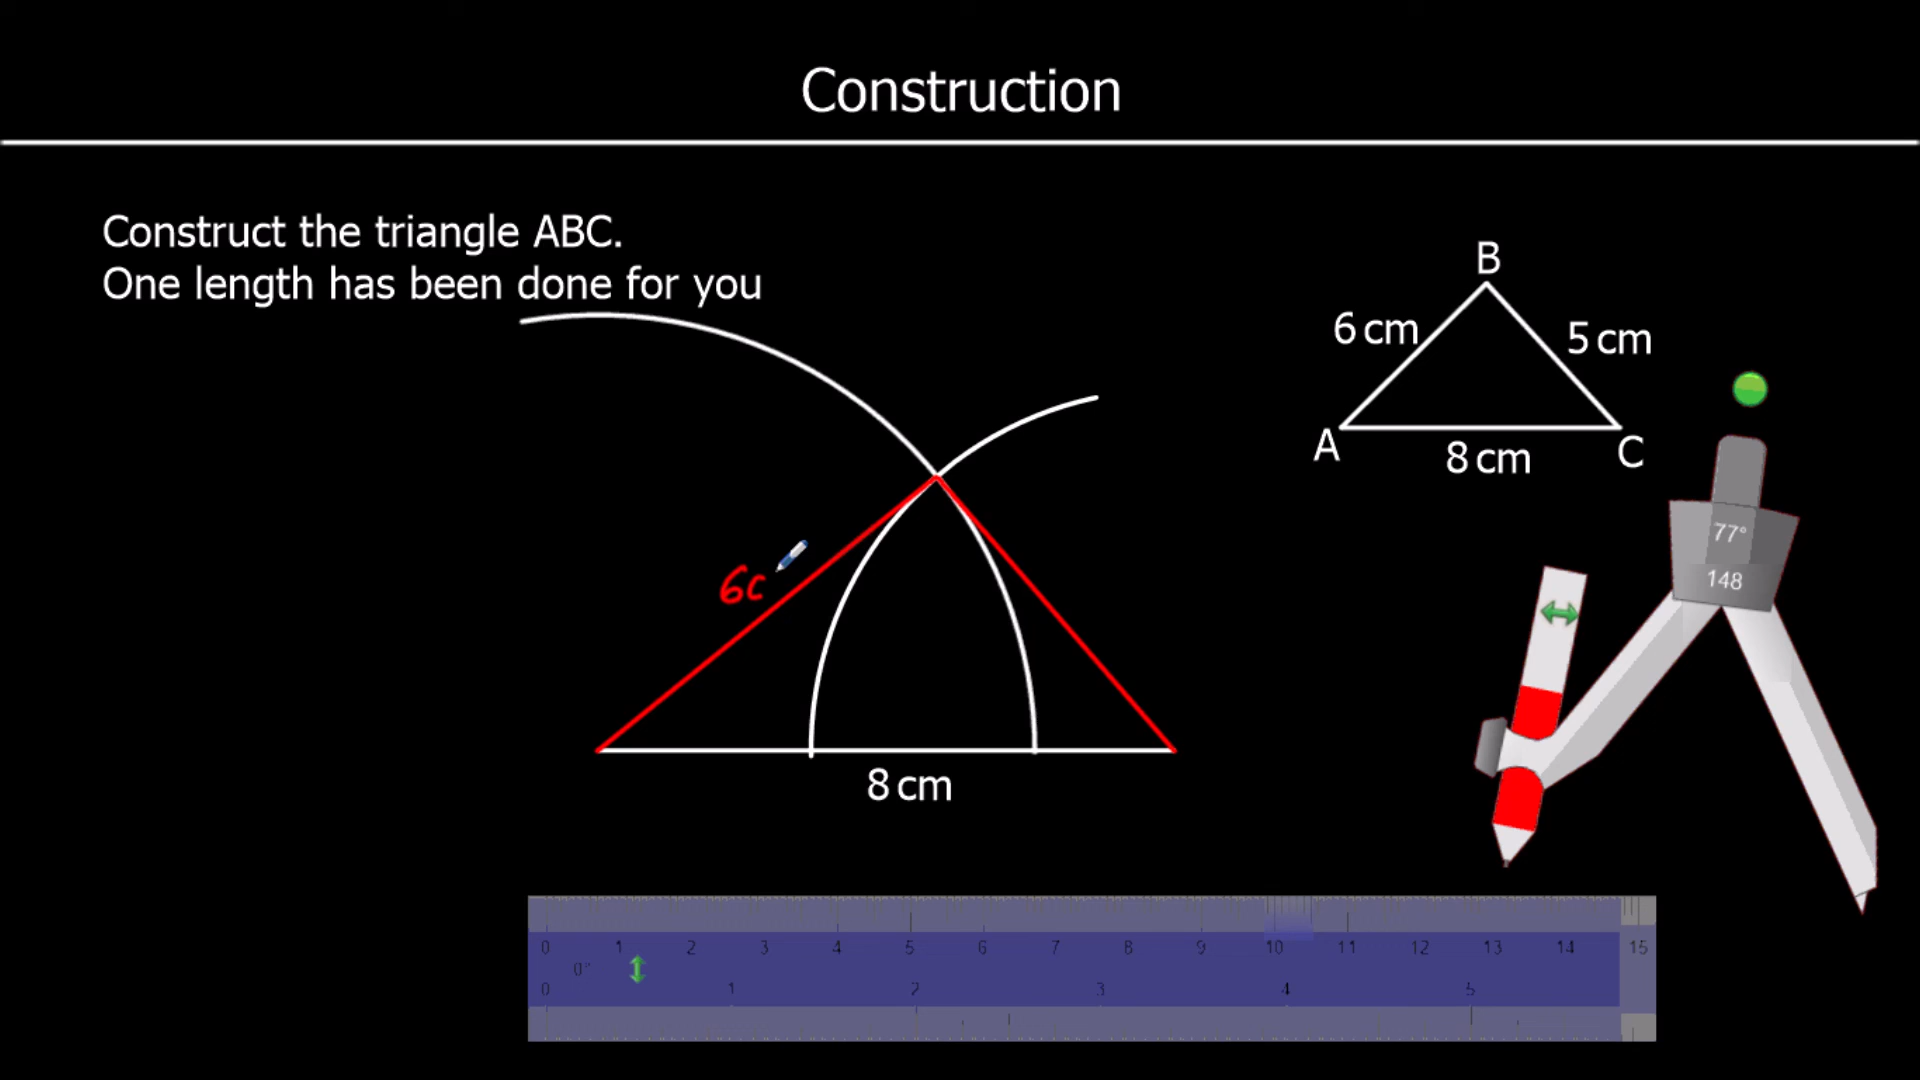 Construction
Construct the triangle ABC.
One length has been done for you
B
6 cm
5 cm
A
8 cm
C
77°
148
6c
8 cm
0 1 2 3 4 5 6 7 8 9 10 11 12 13 14 15
0°
0 1 2 3 4 5